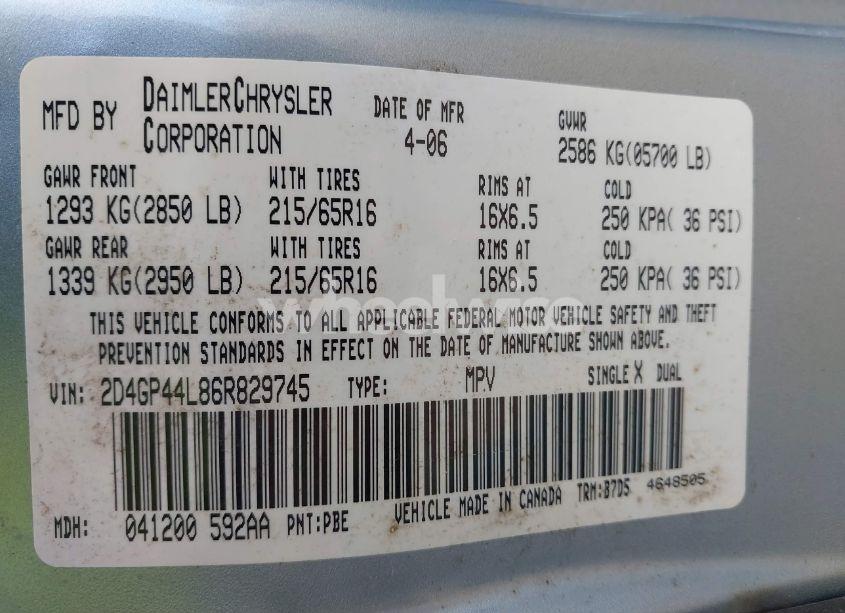 MFD BY DAIMLERCHRYSLER CORPORATION DATE OF MFR 4-06 GVWR 2586 KG(05700 LB)
GAWR FRONT WITH TIRES RIMS AT COLD
1293 KG(2850 LB) 215/65R16 16X6.5 250 KPA( 36 PSI)
GAWR REAR WITH TIRES RIMS AT COLD
1339 KG(2950 LB) 215/65R16 16X6.5 250 KPA( 36 PSI)
THIS VEHICLE CONFORMS TO ALL APPLICABLE FEDERAL MOTOR VEHICLE SAFETY AND THEFT
PREVENTION STANDARDS IN EFFECT ON THE DATE OF MANUFACTURE SHOWN ABOVE.
VIN: 2D4GP44L86R829745 TYPE: MPV SINGLE X DUAL
VEHICLE MADE IN CANADA TRM:B7D5 4648505
MDH: 041200 592AA PNT:PBE